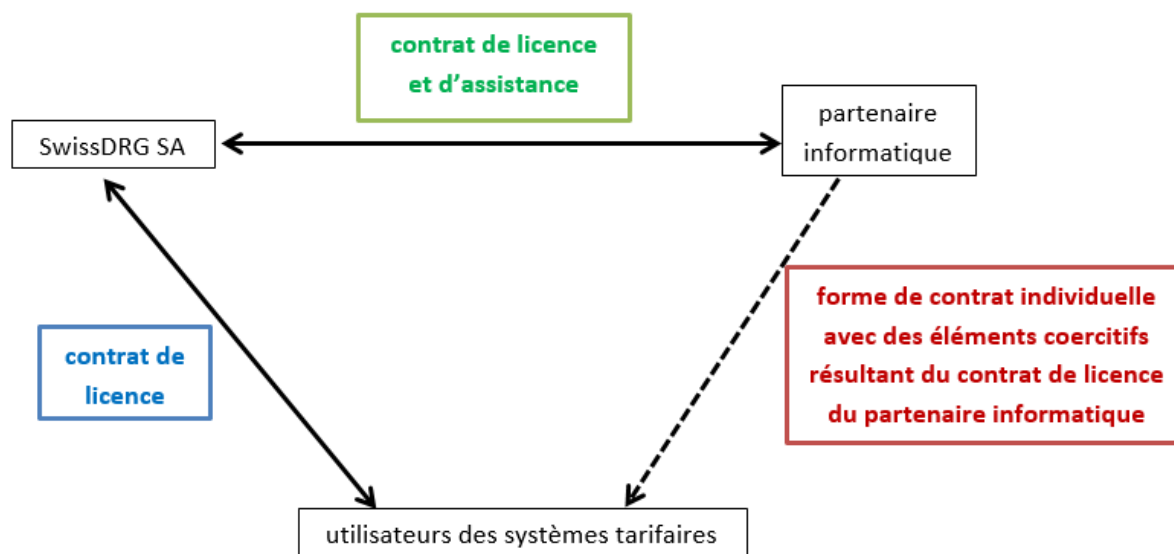 contrat de licence
et d’assistance
SwissDRG SA
partenaire
informatique
contrat de
licence
forme de contrat individuelle
avec des éléments coercitifs
résultant du contrat de licence
du partenaire informatique
utilisateurs des systèmes tarifaires